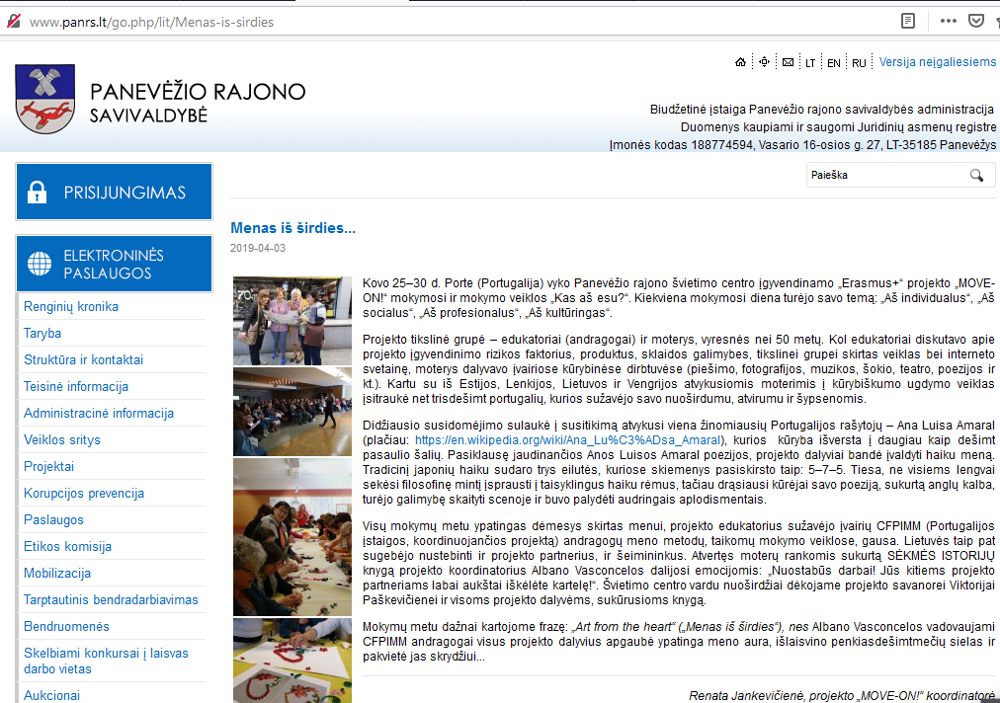 www.panrs.lt/go.php/lit/Menas-is-sirdies
LT EN RU Versija neįgaliesiems
PANEVĖŽIO RAJONO
SAVIVALDYBĖ
Biudžetinė įstaiga Panevėžio rajono savivaldybės administracija
Duomenys kaupiami ir saugomi Juridinių asmenų registre
Įmonės kodas 188774594, Vasario 16-osios g. 27, LT-35185 Panevėžys
Paieška
PRISIJUNGIMAS
ELEKTRONINĖS
PASLAUGOS
Renginių kronika
Taryba
Struktūra ir kontaktai
Teisinė informacija
Administracinė informacija
Veiklos sritys
Projektai
Korupcijos prevencija
Paslaugos
Etikos komisija
Mobilizacija
Tarptautinis bendradarbiavimas
Bendruomenės
Skelbiami konkursai į laisvas
darbo vietas
Aukcionai
Menas iš širdies...
2019-04-03
Kovo 25–30 d. Porte (Portugalija) vyko Panevėžio rajono švietimo centro įgyvendinamo „Erasmus+“ projekto „MOVE-
ON!“ mokymosi ir mokymo veiklos „Kas aš esu?“. Kiekviena mokymosi diena turėjo savo temą: „Aš individualus“, „Aš
socialus“, „Aš profesionalus“, „Aš kultūringas“.
Projekto tikslinė grupė – edukatoriai (andragogai) ir moterys, vyresnės nei 50 metų. Kol edukatoriai diskutavo apie
projekto įgyvendinimo rizikos faktorius, produktus, sklaidos galimybes, tikslinei grupei skirtas veiklas bei interneto
svetainę, moterys dalyvavo įvairiose kūrybinėse dirbtuvėse (piešimo, fotografijos, muzikos, šokio, teatro, poezijos ir
kt.). Kartu su iš Estijos, Lenkijos, Lietuvos ir Vengrijos atvykusiomis moterimis į kūrybiškumo ugdymo veiklas
įsitraukė net trisdešimt portugalių, kurios sužavėjo savo nuoširdumu, atvirumu ir šypsenomis.
Didžiausio susidomėjimo sulaukė į susitikimą atvykusi viena žinomiausių Portugalijos rašytojų – Ana Luisa Amaral
(plačiau: https://en.wikipedia.org/wiki/Ana_Lu%C3%ADsa_Amaral), kurios kūryba išversta į daugiau kaip dešimt
pasaulio šalių. Pasiklausę jaudinančios Anos Luisos Amaral poezijos, projekto dalyviai bandė įvaldyti haiku meną.
Tradicinį japonių haiku sudaro trys eilutės, kuriose skiemenys pasiskirsto taip: 5–7–5. Tiesa, ne visiems lengvai
sekėsi filosofinę mintį įsprausti į taisyklingus haiku rėmus, tačiau drąsiausi kūrėjai savo poeziją, sukurtą anglų kalba,
turėjo galimybę skaityti scenoje ir buvo palydėti audringais aplodismentais.
Visų mokymų metu ypatingas dėmesys skirtas menui, projekto edukatorius sužavėjo įvairių CFPIMM (Portugalijos
įstaigos, koordinuojančios projektą) andragogų meno metodų, taikomų mokymo veiklose, gausa. Lietuvės taip pat
sugebėjo nustebinti ir projekto partnerius, ir šeimininkus. Atvertęs moterų rankomis sukurtą SĖKMĖS ISTORIJŲ
knygą projekto koordinatorius Albano Vasconcelos dalijosi emocijomis: „Nuostabūs darbai! Jūs kitiems projekto
partneriams labai aukštai iškėlėte kartelę!“. Švietimo centro vardu nuoširdžiai dėkojame projekto savanorei Viktorijai
Paškevičienei ir visoms projekto dalyvėms, sukūrusioms knygą.
Mokymų metu dažnai kartojome frazę: „Art from the heart“ („Menas iš širdies“), nes Albano Vasconcelos vadovaujami
CFPIMM andragogai visus projekto dalyvius apgaubė ypatinga meno aura, išlaisvino penkiasdešimtmečių sielas ir
pakvietė jas skrydžiui...
Renata Jankevičienė, projekto „MOVE-ON!“ koordinatorė